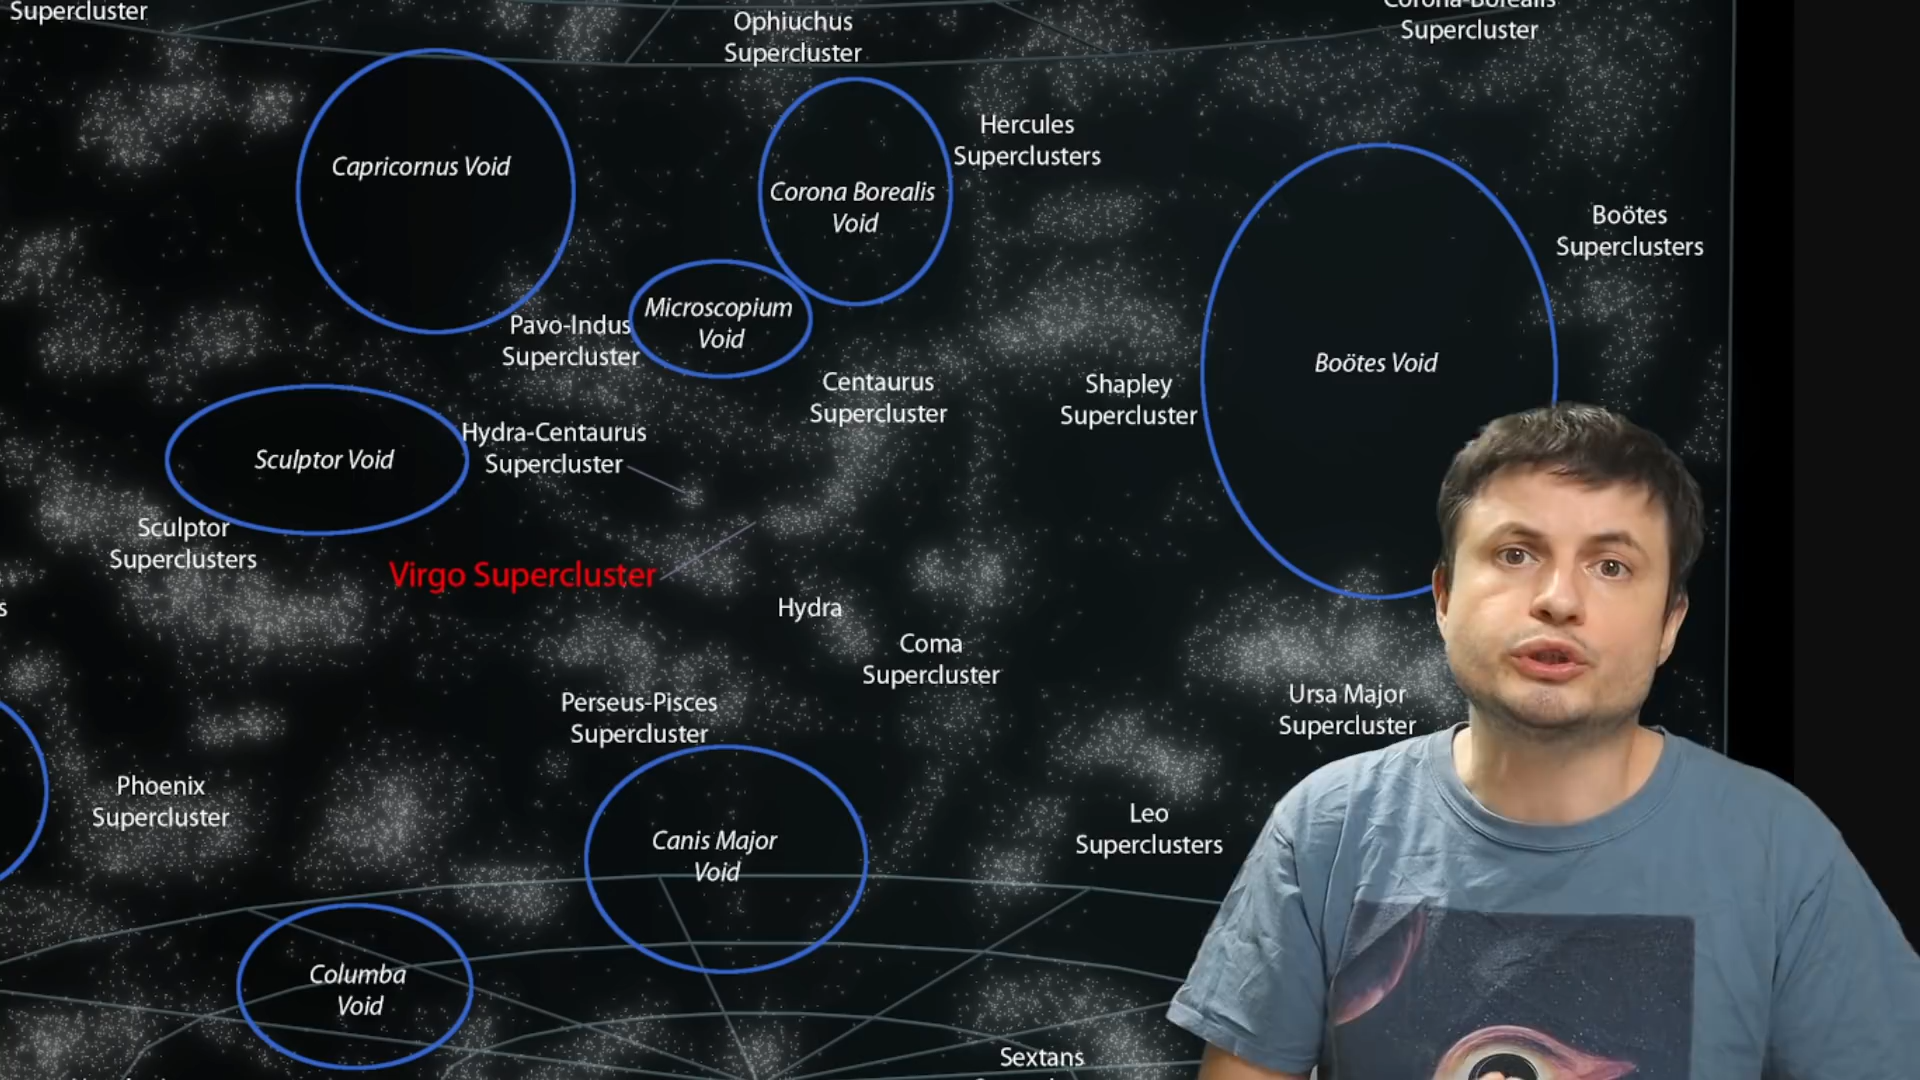 Supercluster
Ophiuchus
Supercluster
Corona-Borealis
Supercluster
Capricornus Void
Corona Borealis
Void
Hercules
Superclusters
Boötes
Superclusters
Microscopium
Void
Pavo-Indus
Supercluster
Boötes Void
Centaurus
Supercluster
Shapley
Supercluster
Sculptor Void
Hydra-Centaurus
Supercluster
Sculptor
Superclusters
Virgo Supercluster
s
Hydra
Coma
Supercluster
Perseus-Pisces
Supercluster
Ursa Major
Supercluster
Phoenix
Supercluster
Leo
Superclusters
Canis Major
Void
Columba
Void
Sextans